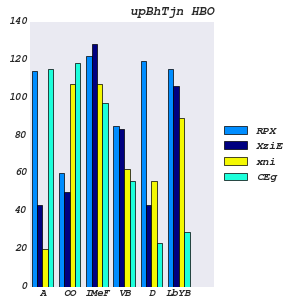 upBhTjn HBO
140
120
100
80
60
40
20
0
A CO IMeF VB D LbYB
RPX
XziE
xni
CEg